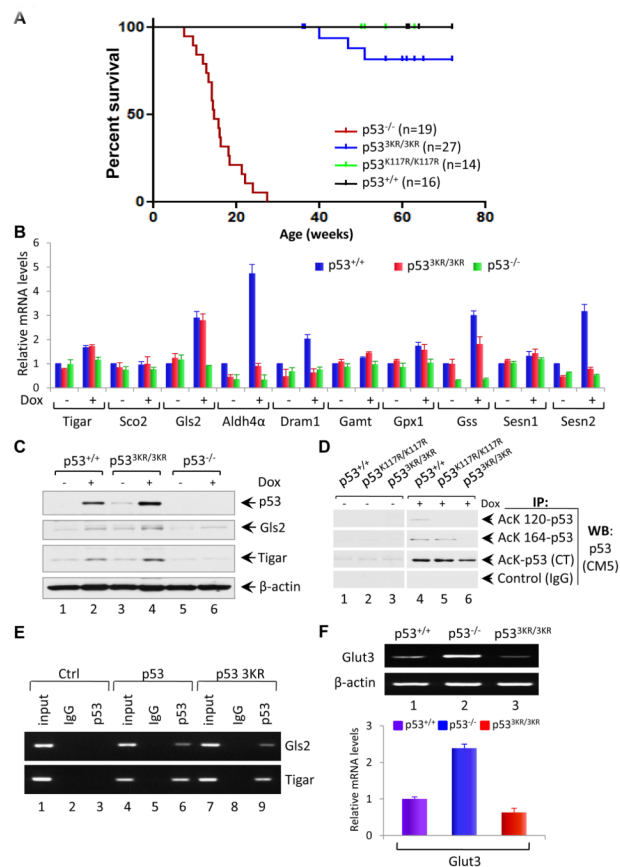 A
Percent survival
100
50
0
0 20 40 60 80
Age (weeks)
p53-/- (n=19)
p533KR/3KR (n=27)
p53K117R/K117R (n=14)
p53+/+ (n=16)
B
Relative mRNA levels
6
5
4
3
2
1
0
p53+/+ p533KR/3KR p53-/-
Dox - + - + - + - + - + - + - + - + - + - +
Tigar Sco2 Gls2 Aldh4α Dram1 Gamt Gpx1 Gss Sesn1 Sesn2
C
p53+/+ p533KR/3KR p53-/-
- + - + - + Dox
p53
Gls2
Tigar
β-actin
1 2 3 4 5 6
D
p53+/+ p53K117R/K117R p533KR/3KR p53+/+ p53K117R/K117R p533KR/3KR
- - - + + + Dox IP:
AcK 120-p53
AcK 164-p53
AcK-p53 (CT)
Control (IgG)
WB:
p53
(CM5)
1 2 3 4 5 6
E
Ctrl p53 p53 3KR
input IgG p53 input IgG p53 input IgG p53
Gls2
Tigar
1 2 3 4 5 6 7 8 9
F
p53+/+ p53-/- p533KR/3KR
Glut3
β-actin
1 2 3
p53+/+ p53-/- p533KR/3KR
Relative mRNA levels
3
2
1
0
Glut3